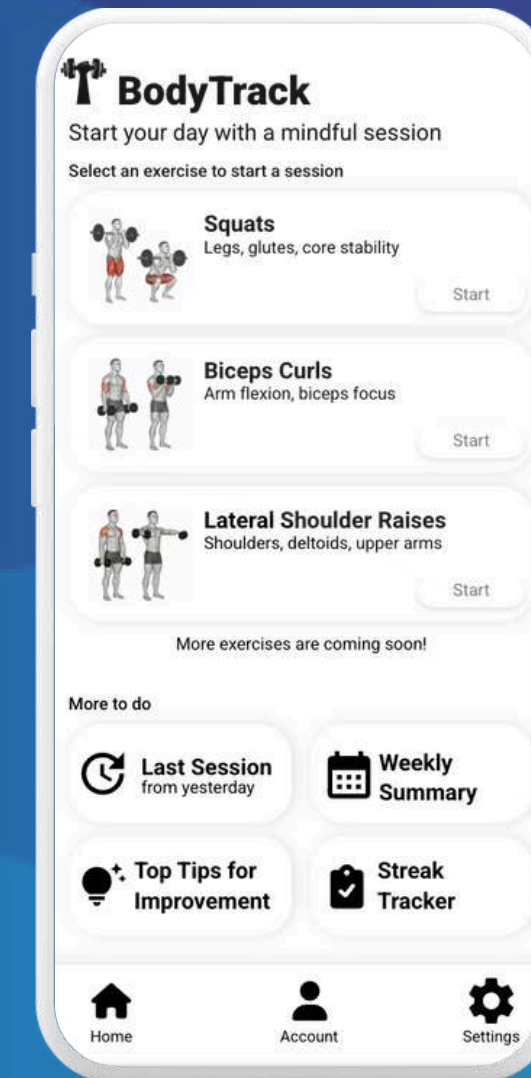 BodyTrack
Start your day with a mindful session
Select an exercise to start a session
Squats
Legs, glutes, core stability
Start
Biceps Curls
Arm flexion, biceps focus
Start
Lateral Shoulder Raises
Shoulders, deltoids, upper arms
Start
More exercises are coming soon!
More to do
Last Session
from yesterday
Weekly
Summary
Top Tips for
Improvement
Streak
Tracker
Home
Account
Settings